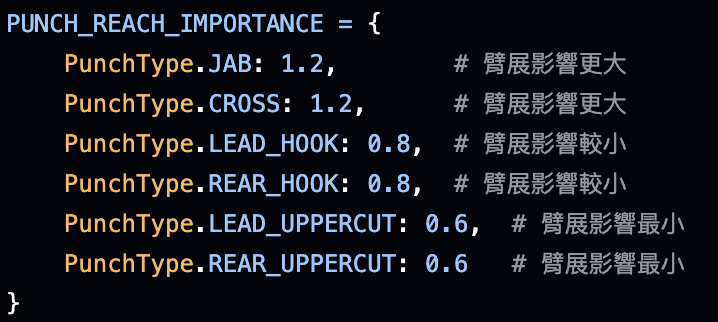 PUNCH_REACH_IMPORTANCE = {
    PunchType.JAB: 1.2,        # 臂展影響更大
    PunchType.CROSS: 1.2,      # 臂展影響更大
    PunchType.LEAD_HOOK: 0.8,  # 臂展影響較小
    PunchType.REAR_HOOK: 0.8,  # 臂展影響較小
    PunchType.LEAD_UPPERCUT: 0.6,  # 臂展影響最小
    PunchType.REAR_UPPERCUT: 0.6   # 臂展影響最小
}